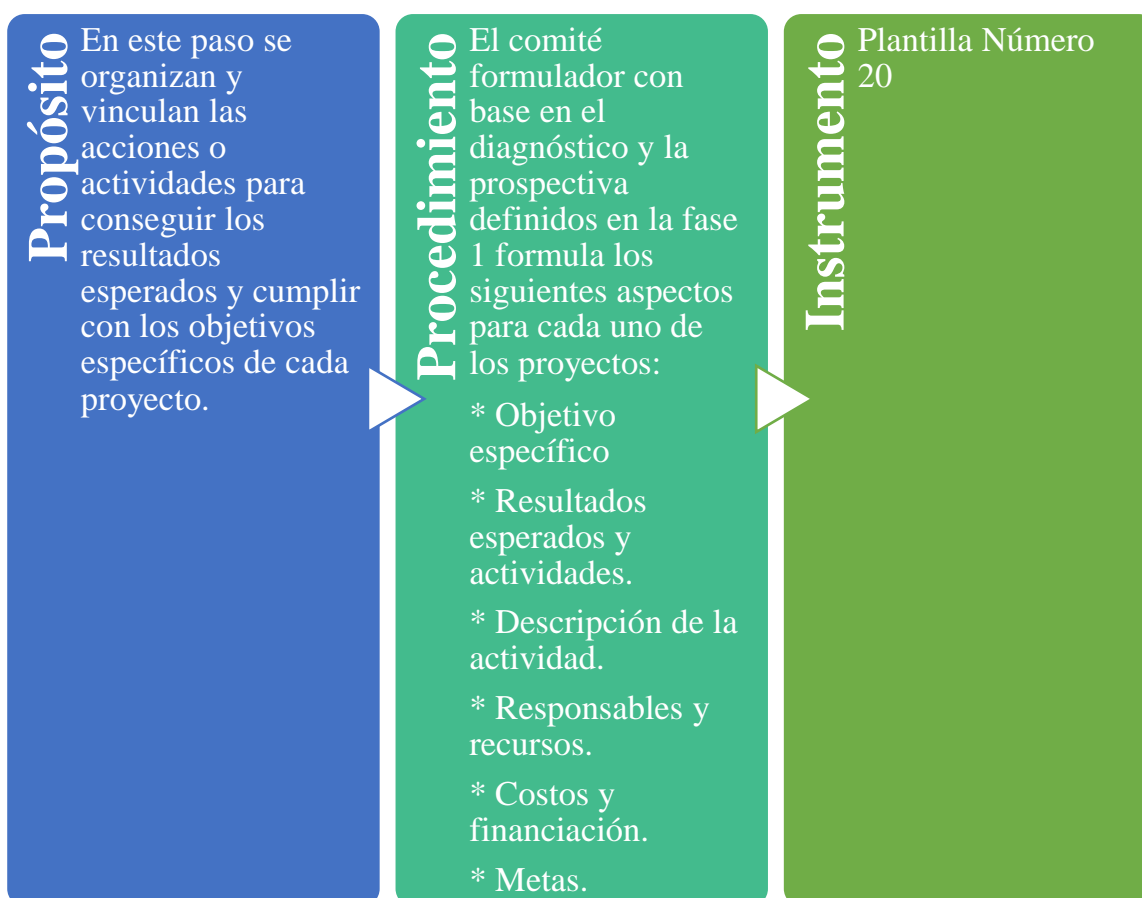 Propósito
En este paso se
organizan y
vinculan las
acciones o
actividades para
conseguir los
resultados
esperados y cumplir
con los objetivos
específicos de cada
proyecto.
Procedimiento
El comité
formulador con
base en el
diagnóstico y la
prospectiva
definidos en la fase
1 formula los
siguientes aspectos
para cada uno de
los proyectos:
* Objetivo
específico
* Resultados
esperados y
actividades.
* Descripción de la
actividad.
* Responsables y
recursos.
* Costos y
financiación.
* Metas.
Instrumento
Plantilla Número
20